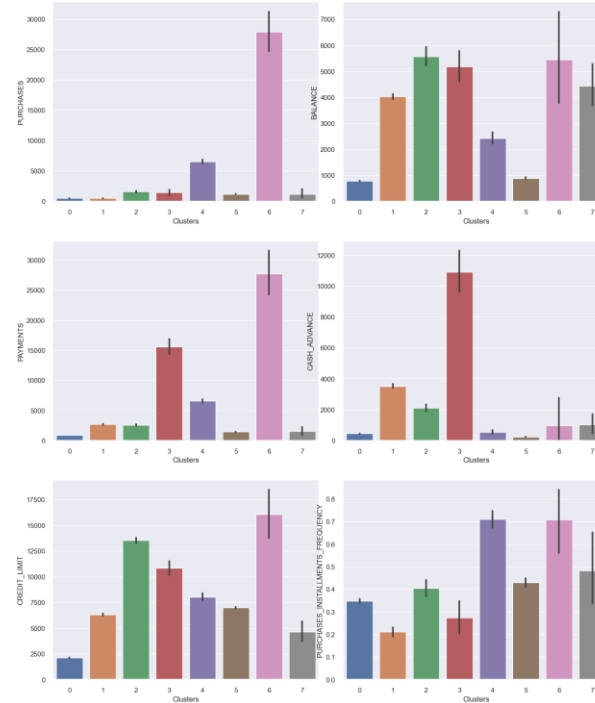 PURCHASES
30000
25000
20000
15000
10000
5000
0
0 1 2 3 4 5 6 7
Clusters
BALANCE
7000
6000
5000
4000
3000
2000
1000
0
0 1 2 3 4 5 6 7
Clusters
PAYMENTS
30000
25000
20000
15000
10000
5000
0
0 1 2 3 4 5 6 7
Clusters
CASH_ADVANCE
12000
10000
8000
6000
4000
2000
0
0 1 2 3 4 5 6 7
Clusters
CREDIT_LIMIT
17500
15000
12500
10000
7500
5000
2500
0
0 1 2 3 4 5 6 7
Clusters
PURCHASES_INSTALLMENTS_FREQUENCY
0.8
0.7
0.6
0.5
0.4
0.3
0.2
0.1
0.0
0 1 2 3 4 5 6 7
Clusters